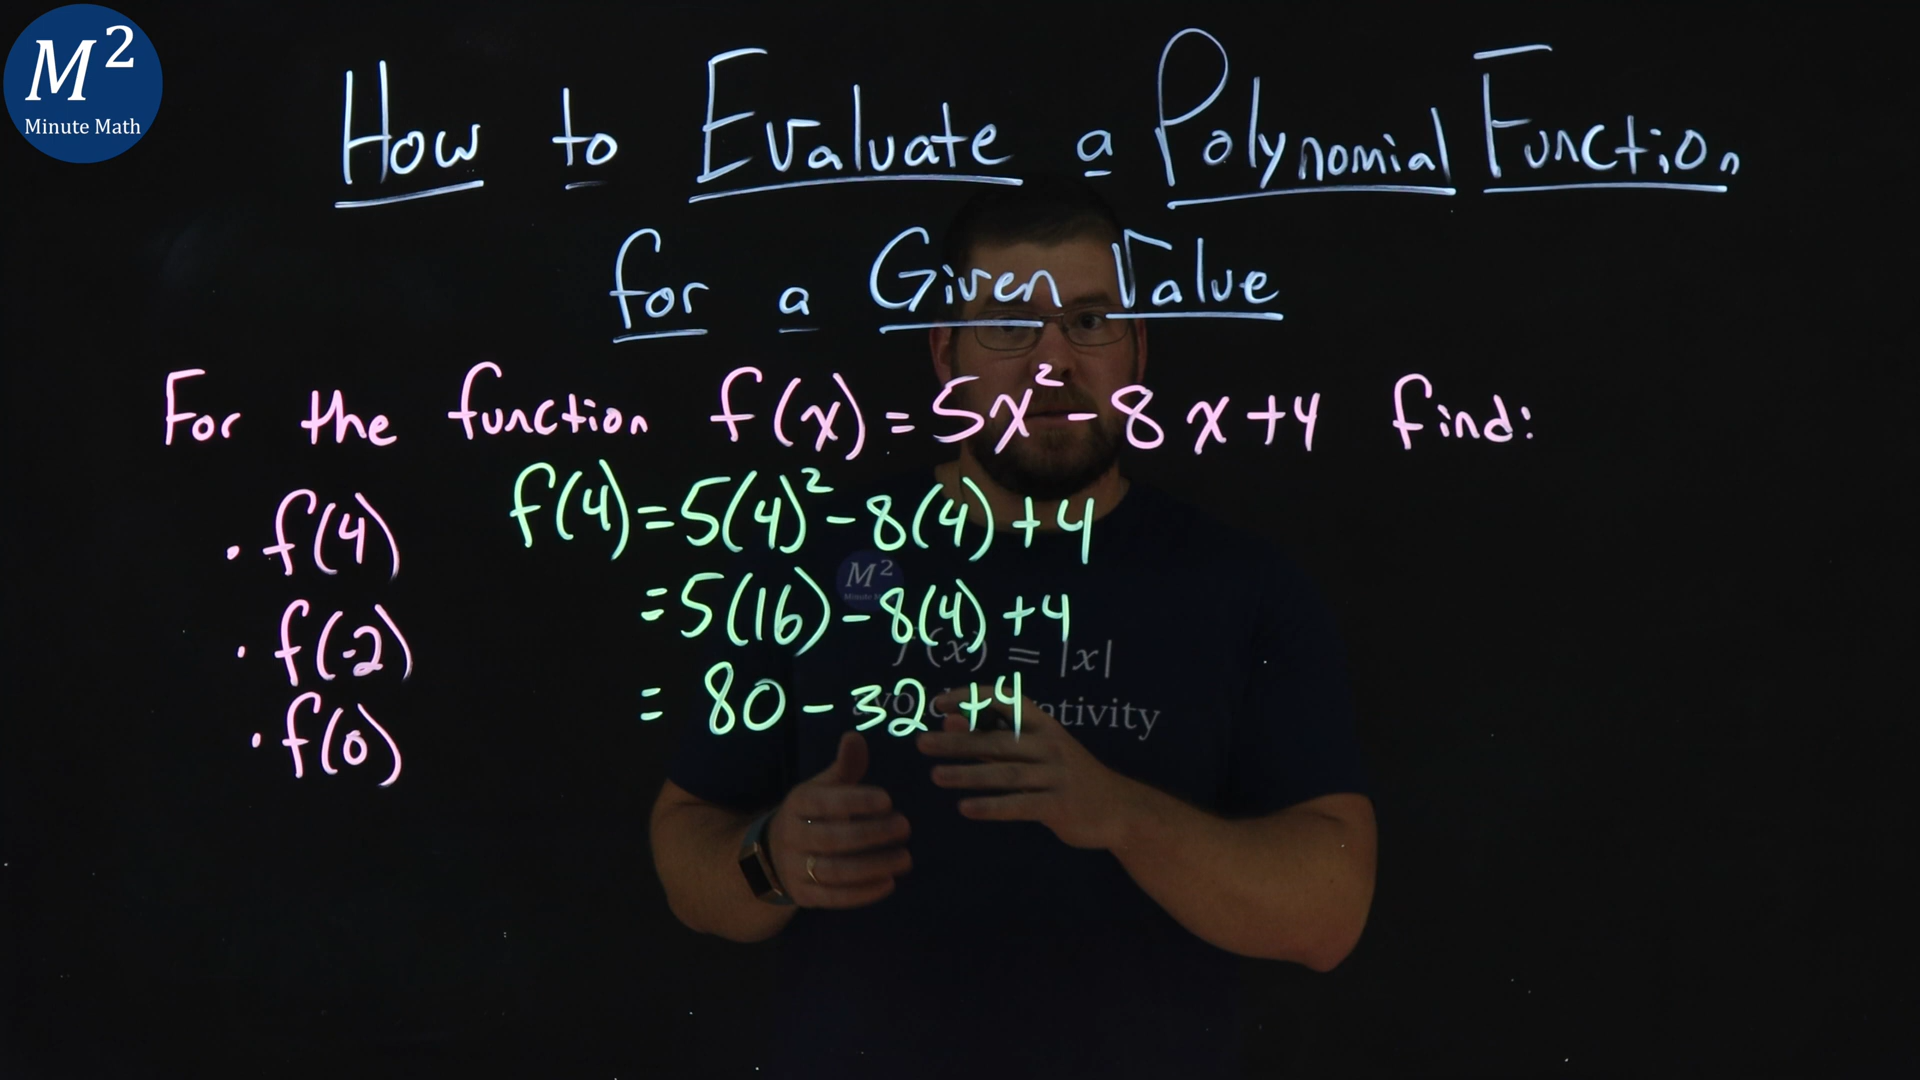 M²
Minute Math
How to Evaluate a Polynomial Function
for a Given Value
For the function f(x) = 5x² - 8x + 4 find:
· f(4)
· f(-2)
· f(0)
f(4) = 5(4)² - 8(4) + 4
= 5(16) - 8(4) + 4
= 80 - 32 + 4
M²
f(x) = |x|